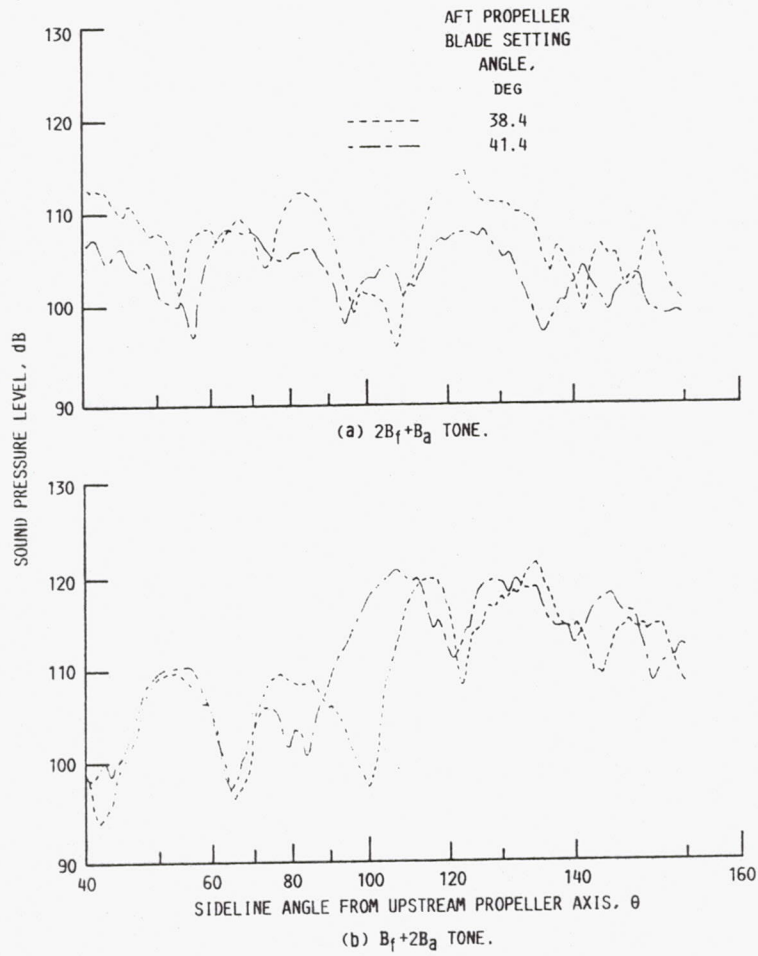 AFT PROPELLER
BLADE SETTING
ANGLE,
DEG
38.4
41.4
130
120
110
100
90
(a) 2Bf+Ba TONE.
SOUND PRESSURE LEVEL, dB
130
120
110
100
90
40 60 80 100 120 140 160
SIDELINE ANGLE FROM UPSTREAM PROPELLER AXIS, θ
(b) Bf+2Ba TONE.